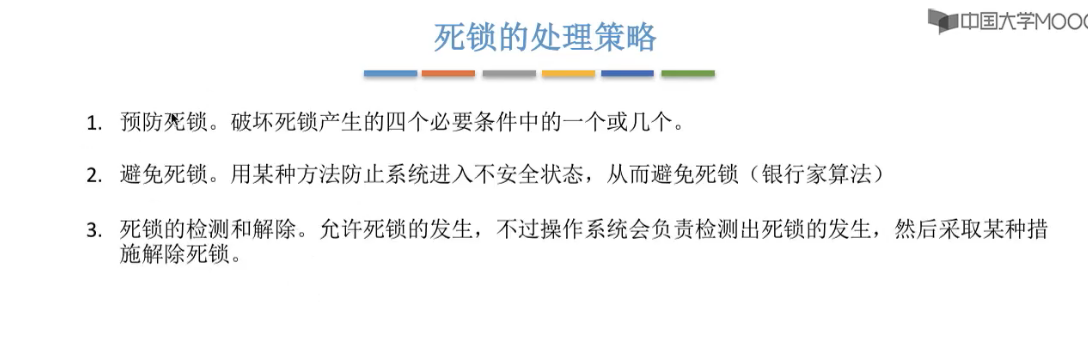 中国大学MOOC
死锁的处理策略
1. 预防死锁。破坏死锁产生的四个必要条件中的一个或几个。
2. 避免死锁。用某种方法防止系统进入不安全状态，从而避免死锁（银行家算法）
3. 死锁的检测和解除。允许死锁的发生，不过操作系统会负责检测出死锁的发生，然后采取某种措
施解除死锁。